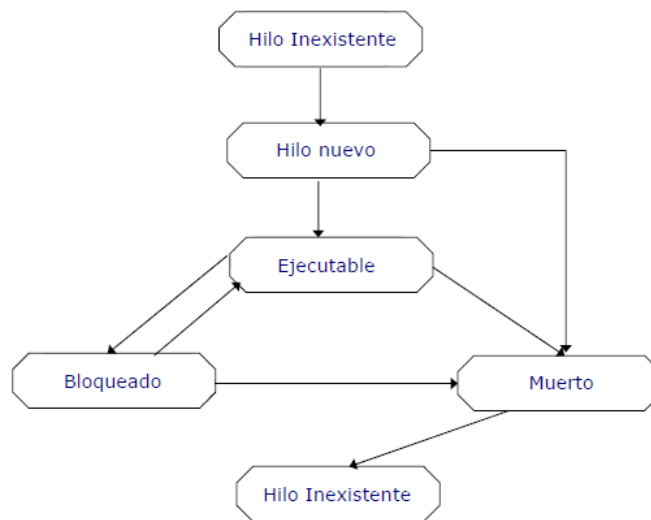 Hilo Inexistente
Hilo nuevo
Ejecutable
Bloqueado
Muerto
Hilo Inexistente